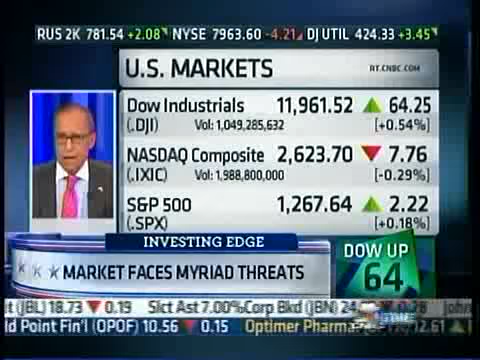 RUS 2K 781.54 +2.08 NYSE 7963.60 -4.21 DJ UTIL 424.33 +3.45
U.S. MARKETS
RT.CNBC.COM
Dow Industrials 11,961.52 64.25
(.DJI) Vol: 1,049,285,632 [+0.54%]
NASDAQ Composite 2,623.70 7.76
(.IXIC) Vol: 1,988,800,000 [-0.29%]
S&P 500 1,267.64 2.22
(.SPX) [+0.18%]
INVESTING EDGE
MARKET FACES MYRIAD THREATS
DOW UP
64
(JBL) 18.73 0.19 Slct Ast 7.00%Corp Bkd (JBN) 24 0.28
d Point Fin'l (OPOF) 10.56 0.15 Optimer Pharma 12.61